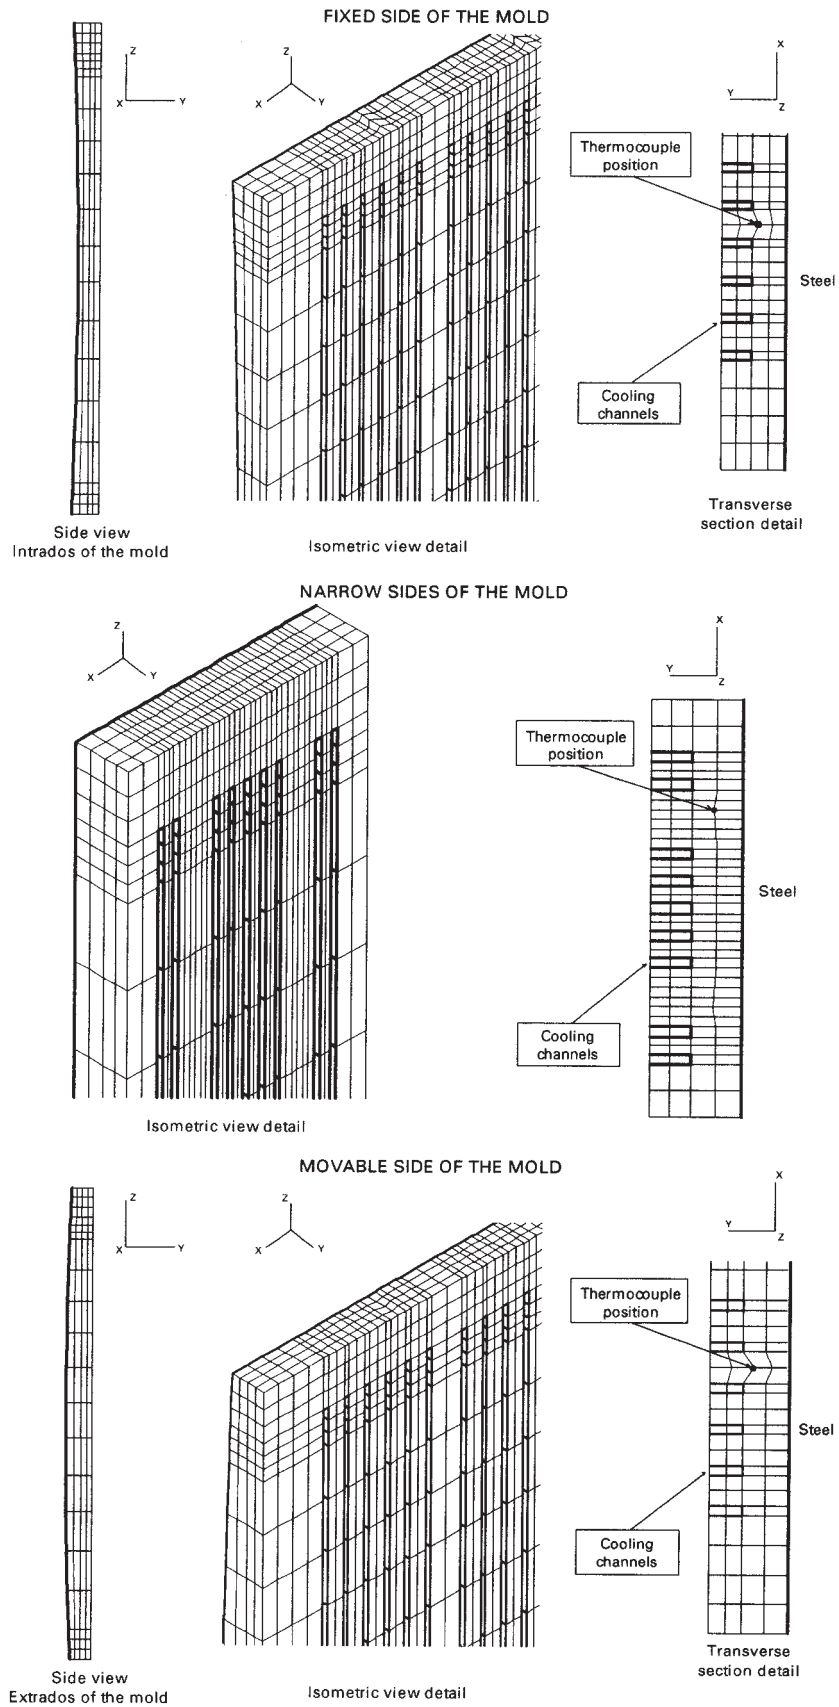 FIXED SIDE OF THE MOLD
Z
X
Y
Z
X
Y
X
Y
Z
Thermocouple
position
Steel
Cooling
channels
Side view
Intrados of the mold
Isometric view detail
Transverse
section detail
NARROW SIDES OF THE MOLD
Z
X
Y
X
Y
Z
Thermocouple
position
Steel
Cooling
channels
Isometric view detail
MOVABLE SIDE OF THE MOLD
Z
X
Y
Z
X
Y
X
Y
Z
Thermocouple
position
Steel
Cooling
channels
Side view
Extrados of the mold
Isometric view detail
Transverse
section detail